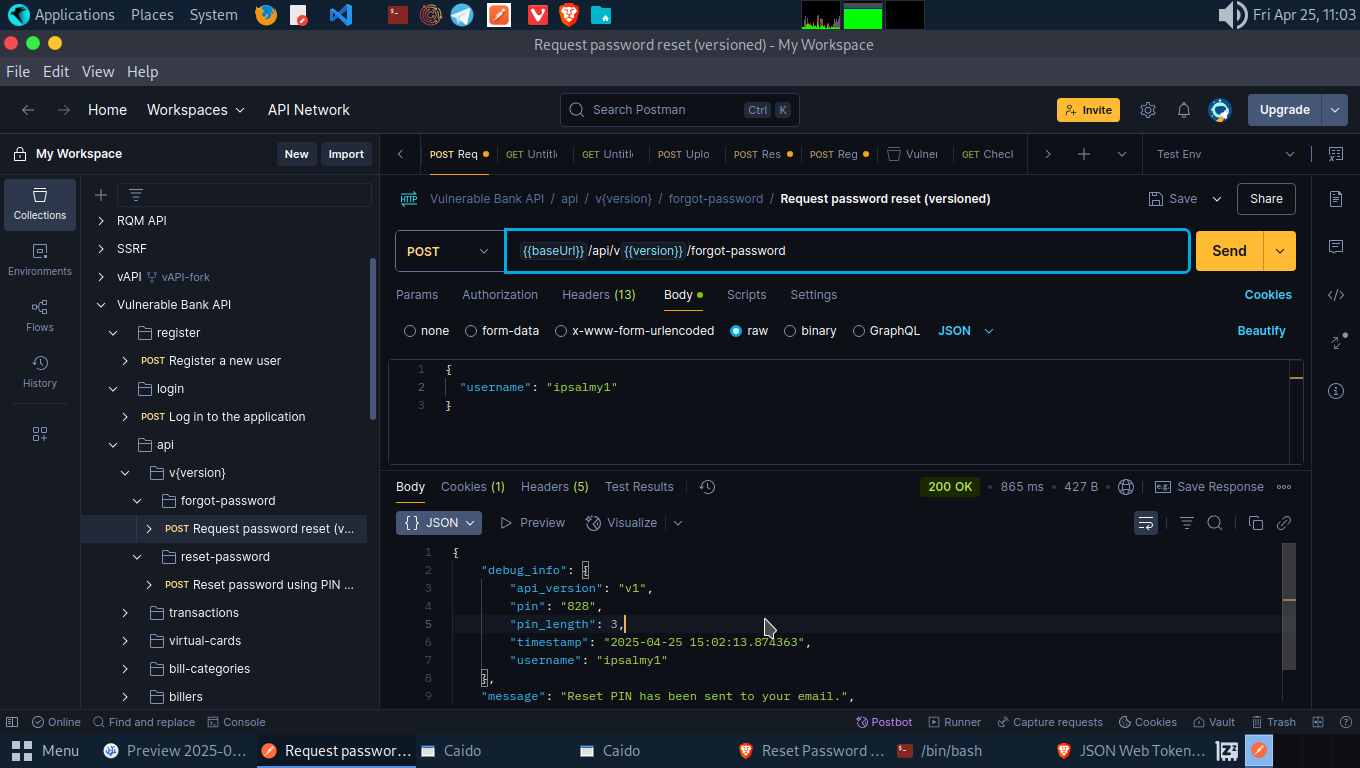 Applications Places System Fri Apr 25, 11:03
Request password reset (versioned) - My Workspace
File Edit View Help
Home Workspaces API Network Search Postman Ctrl K Invite Upgrade
My Workspace New Import
POST Req GET Untitl GET Untitl POST Uplo POST Res POST Reg Vulner GET Check Test Env
Collections
Environments
Flows
History
RQM API
SSRF
vAPI vAPI-fork
Vulnerable Bank API
register
POST Register a new user
login
POST Log in to the application
api
v{version}
forgot-password
POST Request password reset (v...
reset-password
POST Reset password using PIN ...
transactions
virtual-cards
bill-categories
billers
HTTP Vulnerable Bank API / api / v{version} / forgot-password / Request password reset (versioned) Save Share
POST {{baseUrl}} /api/v {{version}} /forgot-password Send
Params Authorization Headers (13) Body Scripts Settings Cookies
none form-data x-www-form-urlencoded raw binary GraphQL JSON Beautify
1 {
2 "username": "ipsalmy1"
3 }
Body Cookies (1) Headers (5) Test Results 200 OK 865 ms 427 B e.g. Save Response
{} JSON Preview Visualize
1 {
2 "debug_info": {
3 "api_version": "v1",
4 "pin": "828",
5 "pin_length": 3,
6 "timestamp": "2025-04-25 15:02:13.874363",
7 "username": "ipsalmy1"
8 },
9 "message": "Reset PIN has been sent to your email.",
Online Find and replace Console Postbot Runner Capture requests Cookies Vault Trash
Menu Preview 2025-0... Request passwor... Caido Caido Reset Password ... /bin/bash JSON Web Token...